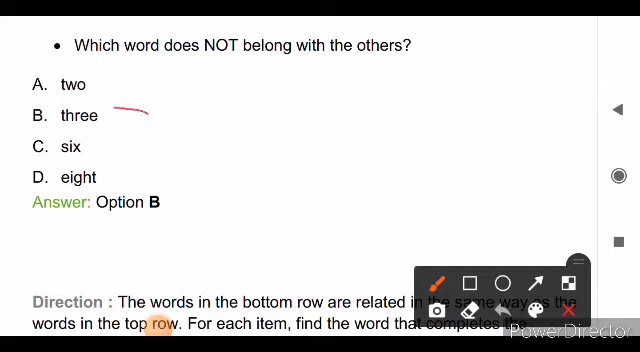 • Which word does NOT belong with the others?
A. two
B. three
C. six
D. eight
Answer: Option B
Direction : The words in the bottom row are related in the same way as the
words in the top row. For each item, find the word that completes the
PowerDirector